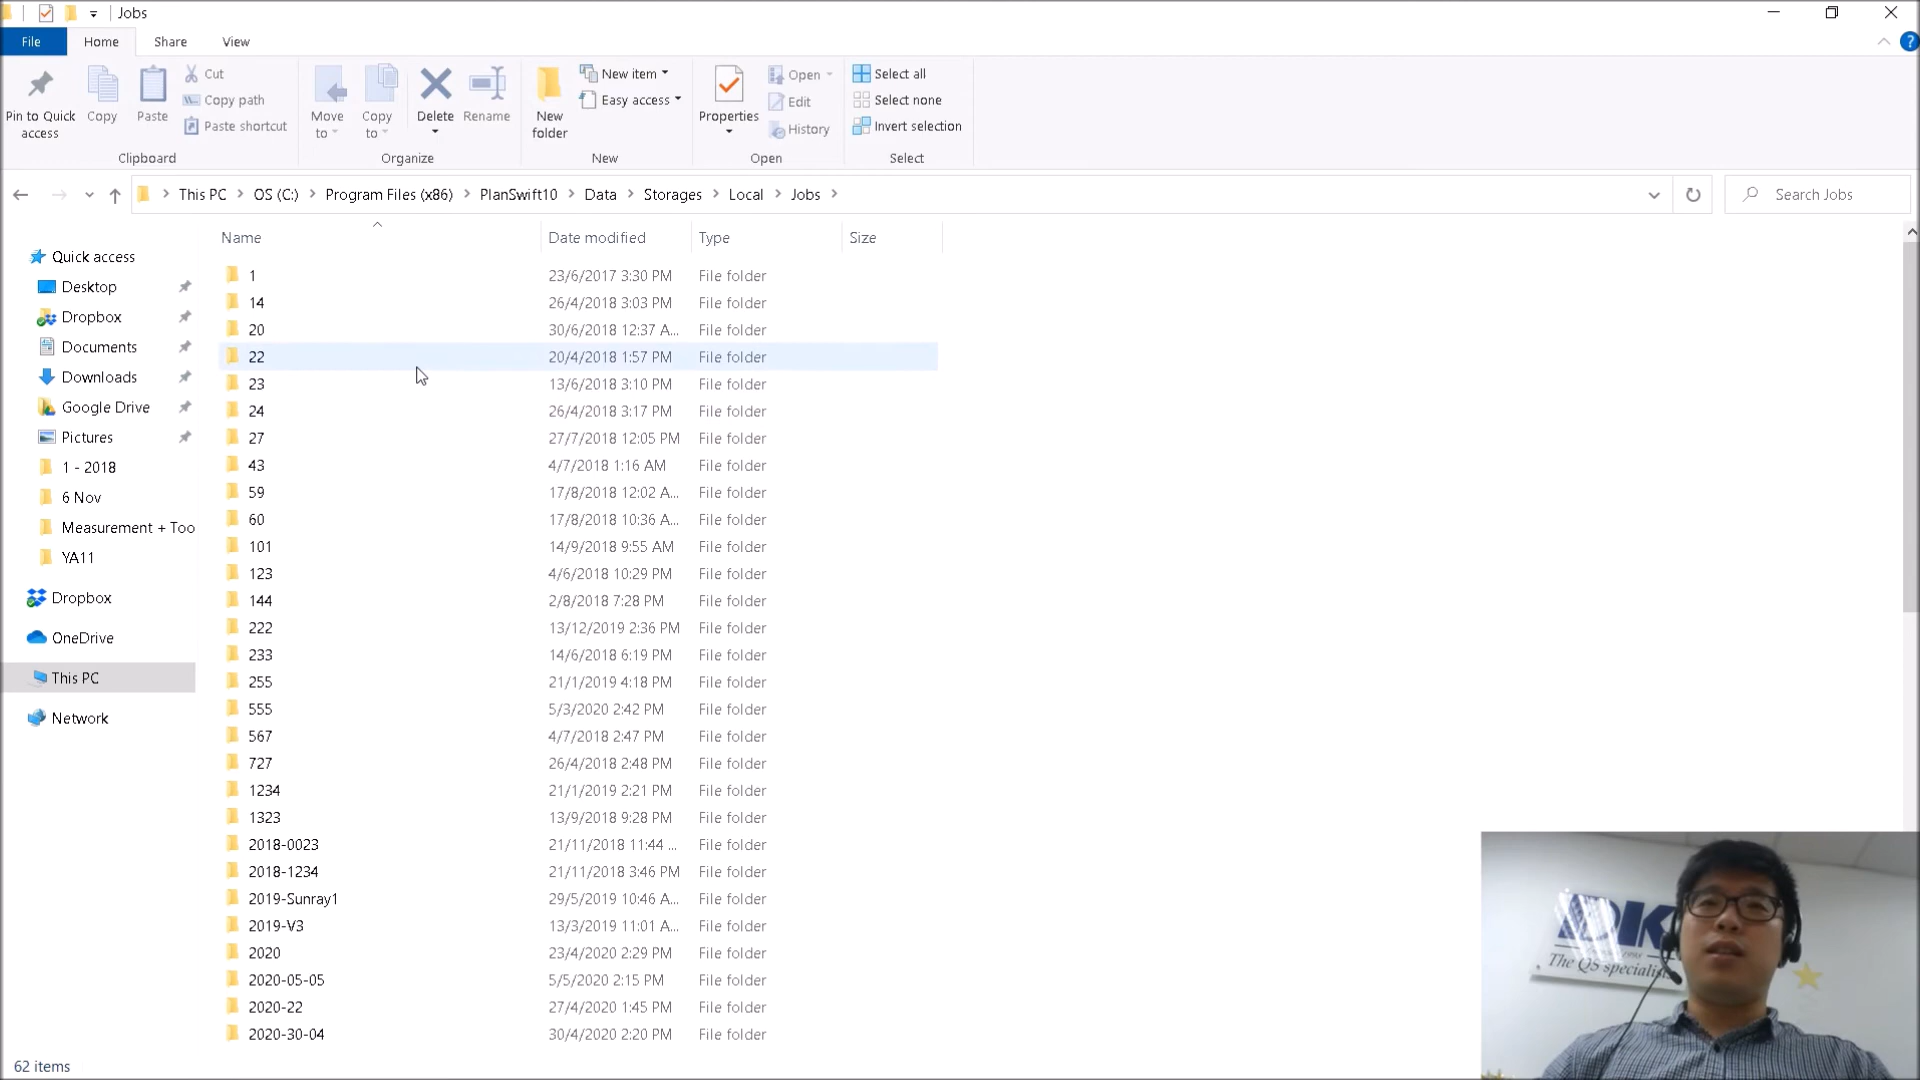 Jobs
File Home Share View
Pin to Quick access
Copy
Paste
Cut
Copy path
Paste shortcut
Clipboard
Move to
Copy to
Delete
Rename
Organize
New folder
New item
Easy access
New
Properties
Open
Edit
History
Open
Select all
Select none
Invert selection
Select
This PC > OS (C:) > Program Files (x86) > PlanSwift10 > Data > Storages > Local > Jobs >
Search Jobs
Quick access
Desktop
Dropbox
Documents
Downloads
Google Drive
Pictures
1 - 2018
6 Nov
Measurement + Too
YA11
Dropbox
OneDrive
This PC
Network
Name Date modified Type Size
1 23/6/2017 3:30 PM File folder
14 26/4/2018 3:03 PM File folder
20 30/6/2018 12:37 A... File folder
22 20/4/2018 1:57 PM File folder
23 13/6/2018 3:10 PM File folder
24 26/4/2018 3:17 PM File folder
27 27/7/2018 12:05 PM File folder
43 4/7/2018 1:16 AM File folder
59 17/8/2018 12:02 A... File folder
60 17/8/2018 10:36 A... File folder
101 14/9/2018 9:55 AM File folder
123 4/6/2018 10:29 PM File folder
144 2/8/2018 7:28 PM File folder
222 13/12/2019 2:36 PM File folder
233 14/6/2018 6:19 PM File folder
255 21/1/2019 4:18 PM File folder
555 5/3/2020 2:42 PM File folder
567 4/7/2018 2:47 PM File folder
727 26/4/2018 2:48 PM File folder
1234 21/1/2019 2:21 PM File folder
1323 13/9/2018 9:28 PM File folder
2018-0023 21/11/2018 11:44 ... File folder
2018-1234 21/11/2018 3:46 PM File folder
2019-Sunray1 29/5/2019 10:46 A... File folder
2019-V3 13/3/2019 11:01 A... File folder
2020 23/4/2020 2:29 PM File folder
2020-05-05 5/5/2020 2:15 PM File folder
2020-22 27/4/2020 1:45 PM File folder
2020-30-04 30/4/2020 2:20 PM File folder
62 items
The QS specialis